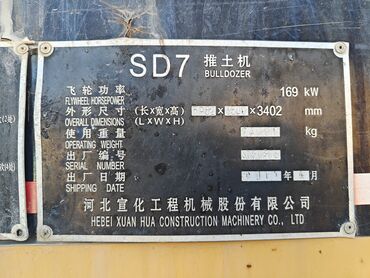 SD7 推土机
BULLDOZER
飞轮功率 169 kW
FLYWHEEL HORSEPOWER
外形尺寸 (长×宽×高) × ×3402 mm
OVERALL DIMENSIONS (L×W×H)
使用重量 kg
OPERATING WEIGHT
出厂编号
SERIAL NUMBER
出厂日期 年 月
SHIPPING DATE
河北宣化工程机械股份有限公司
HEBEI XUAN HUA CONSTRUCTION MACHINERY CO., LTD